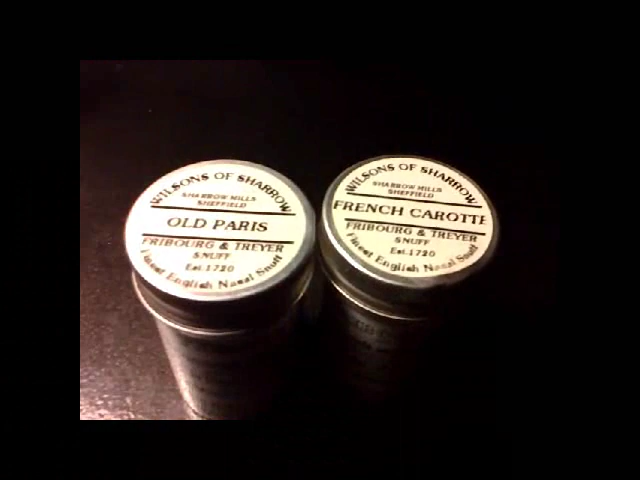 WILSONS OF SHARROW
SHARROW MILLS
SHEFFIELD
OLD PARIS
FRIBOURG & TREYER
SNUFF
Est. 1720
Finest English Nasal Snuff
WILSONS OF SHARROW
SHARROW MILLS
SHEFFIELD
FRENCH CAROTTE
FRIBOURG & TREYER
SNUFF
Est. 1720
Finest English Nasal Snuff